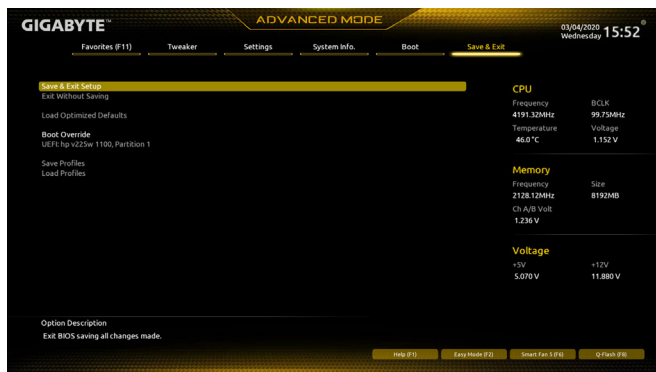 GIGABYTE™
ADVANCED MODE
03/04/2020
Wednesday 15:52
Favorites (F11) Tweaker Settings System Info. Boot Save & Exit
Save & Exit Setup
Exit Without Saving
Load Optimized Defaults
Boot Override
UEFI: hp v225w 1100, Partition 1
Save Profiles
Load Profiles
CPU
Frequency BCLK
4191.32MHz 99.75MHz
Temperature Voltage
46.0 °C 1.152 V
Memory
Frequency Size
2128.12MHz 8192MB
Ch A/B Volt
1.236 V
Voltage
+5V +12V
5.070 V 11.880 V
Option Description
Exit BIOS saving all changes made.
Help (F1) Easy Mode (F2) Smart Fan 5 (F6) Q-Flash (F8)